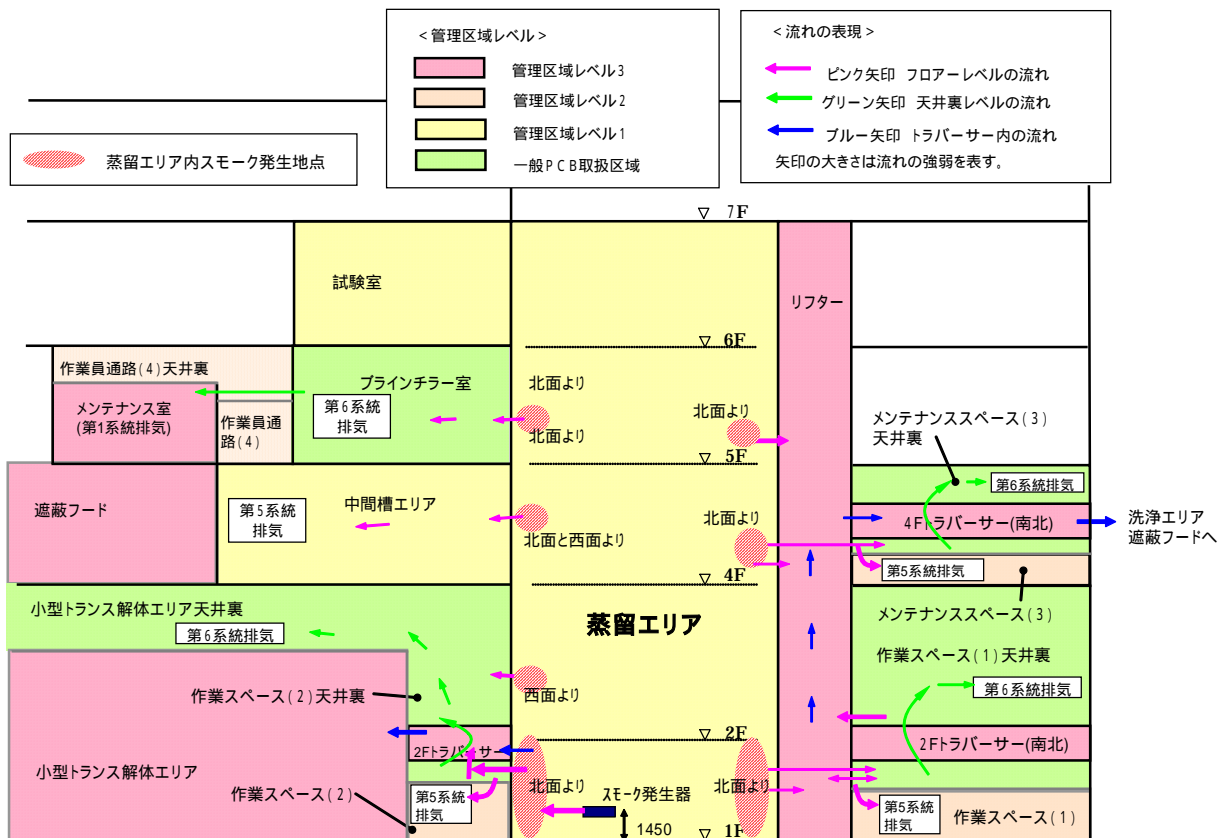 ＜管理区域レベル＞
管理区域レベル3
管理区域レベル2
管理区域レベル1
一般ＰＣＢ取扱区域
＜流れの表現＞
ピンク矢印 フロアーレベルの流れ
グリーン矢印 天井裏レベルの流れ
ブルー矢印 トラバーサー内の流れ
矢印の大きさは流れの強弱を表す。
蒸留エリア内スモーク発生地点
▽ 7F
試験室
リフター
▽ 6F
作業員通路(4)天井裏
ブラインチラー室
北面より
メンテナンス室
(第1系統排気)
作業員通
路(4)
第6系統
排気
北面より
北面より
メンテナンススペース(3)
天井裏
▽ 5F
第6系統排気
遮蔽フード
第5系統
排気
中間槽エリア
北面より
北面と西面より
4Fトラバーサー(南北)
洗浄エリア
遮蔽フードへ
第5系統排気
▽ 4F
小型トランス解体エリア天井裏
第6系統排気
蒸留エリア
メンテナンススペース(3)
作業スペース(1)天井裏
第6系統排気
作業スペース(2)天井裏
西面より
▽ 2F
2Fトラバーサー
2Fトラバーサー(南北)
小型トランス解体エリア
北面より
北面より
作業スペース(2)
第5系統
排気
スモーク発生器
第5系統
排気
作業スペース(1)
1450
▽ 1F